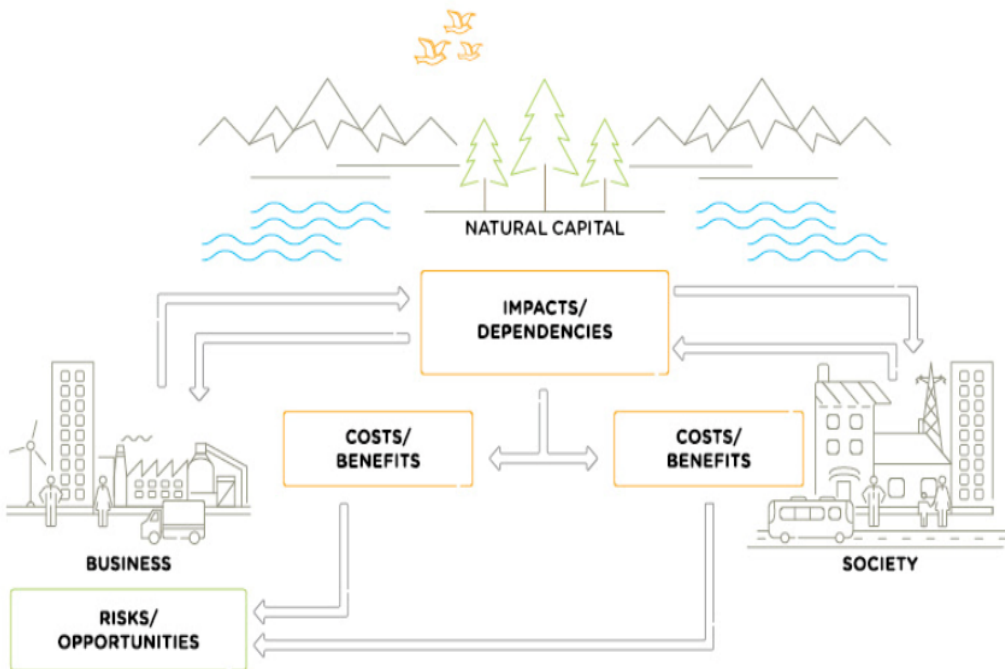 NATURAL CAPITAL
IMPACTS/
DEPENDENCIES
COSTS/
BENEFITS
COSTS/
BENEFITS
BUSINESS
SOCIETY
RISKS/
OPPORTUNITIES